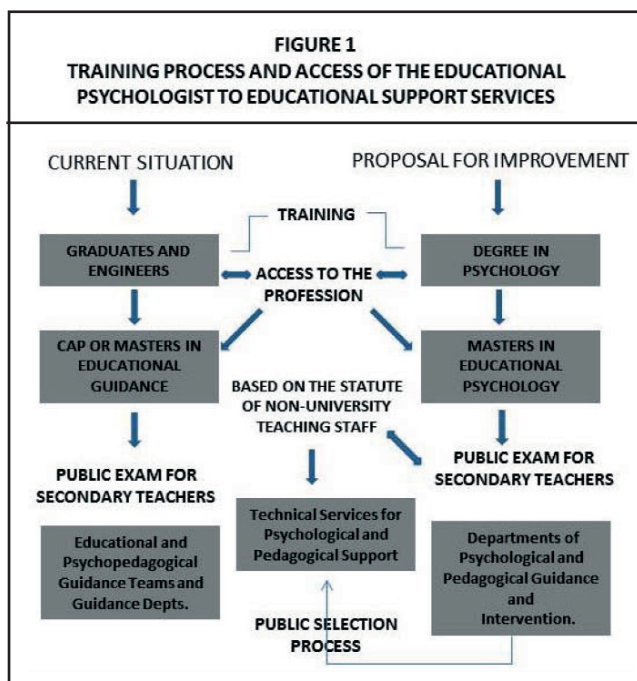 FIGURE 1
TRAINING PROCESS AND ACCESS OF THE EDUCATIONAL
PSYCHOLOGIST TO EDUCATIONAL SUPPORT SERVICES
CURRENT SITUATION
PROPOSAL FOR IMPROVEMENT
TRAINING
GRADUATES AND
ENGINEERS
ACCESS TO THE
PROFESSION
DEGREE IN
PSYCHOLOGY
CAP OR MASTERS IN
EDUCATIONAL
GUIDANCE
MASTERS IN
EDUCATIONAL
PSYCHOLOGY
BASED ON THE STATUTE
OF NON-UNIVERSITY
TEACHING STAFF
PUBLIC EXAM FOR
SECONDARY TEACHERS
PUBLIC EXAM FOR
SECONDARY TEACHERS
Educational and
Psychopedagogical
Guidance Teams and
Guidance Depts.
Technical Services for
Psychological and
Pedagogical Support
Departments of
Psychological and
Pedagogical Guidance
and
Intervention.
PUBLIC SELECTION
PROCESS